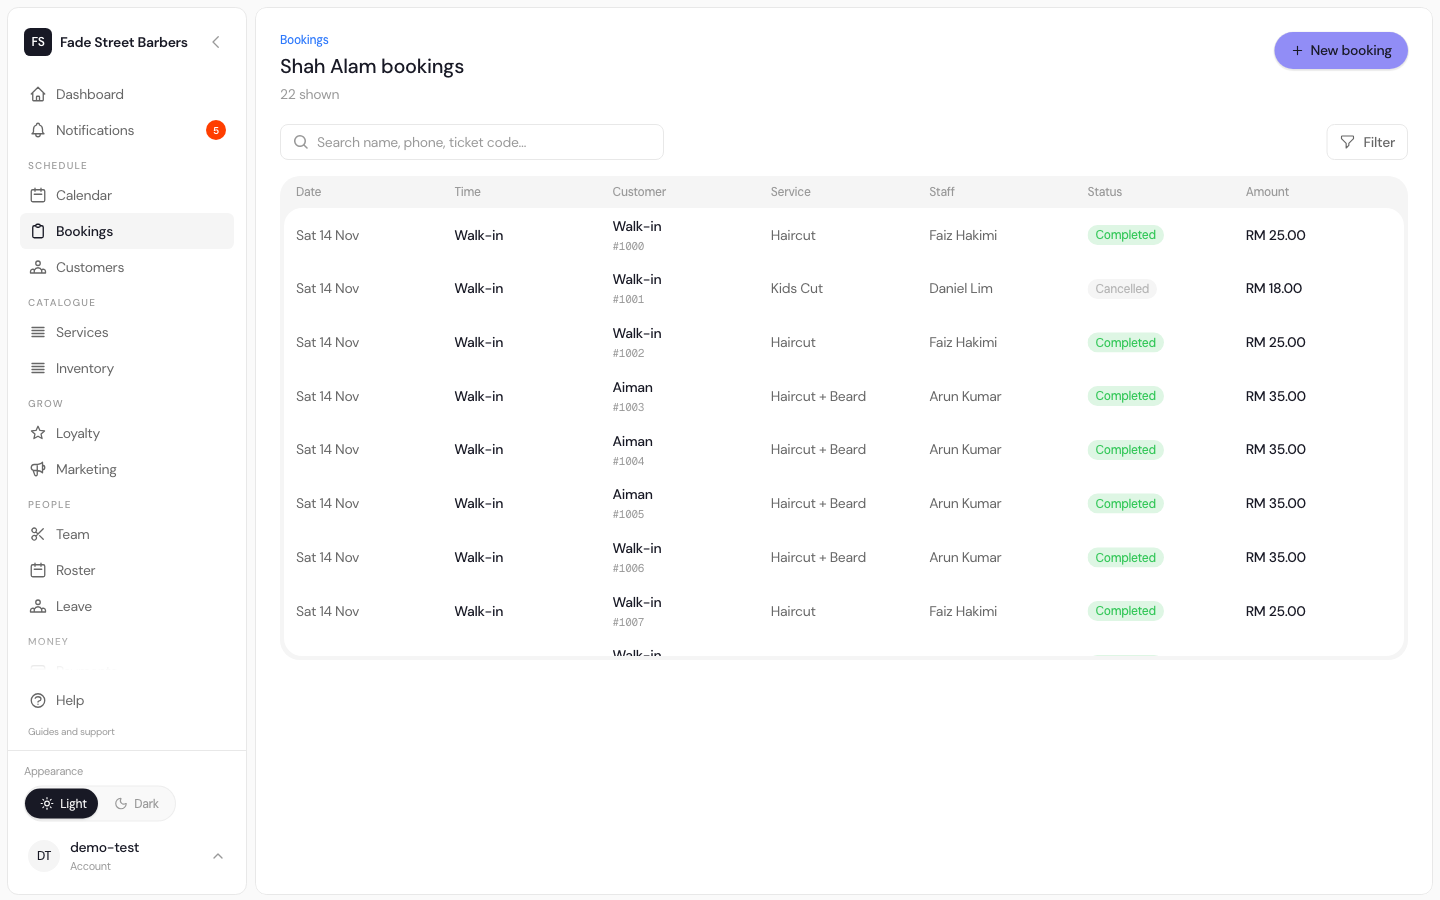 FS Fade Street Barbers
Dashboard
Notifications 5
SCHEDULE
Calendar
Bookings
Customers
CATALOGUE
Services
Inventory
GROW
Loyalty
Marketing
PEOPLE
Team
Roster
Leave
MONEY
Help
Guides and support
Appearance
Light Dark
DT demo-test
Account
Bookings
Shah Alam bookings
22 shown
+ New booking
Search name, phone, ticket code...
Filter
Date Time Customer Service Staff Status Amount
Sat 14 Nov Walk-in Walk-in Haircut Faiz Hakimi Completed RM 25.00
#1000
Sat 14 Nov Walk-in Walk-in Kids Cut Daniel Lim Cancelled RM 18.00
#1001
Sat 14 Nov Walk-in Walk-in Haircut Faiz Hakimi Completed RM 25.00
#1002
Sat 14 Nov Walk-in Aiman Haircut + Beard Arun Kumar Completed RM 35.00
#1003
Sat 14 Nov Walk-in Aiman Haircut + Beard Arun Kumar Completed RM 35.00
#1004
Sat 14 Nov Walk-in Aiman Haircut + Beard Arun Kumar Completed RM 35.00
#1005
Sat 14 Nov Walk-in Walk-in Haircut + Beard Arun Kumar Completed RM 35.00
#1006
Sat 14 Nov Walk-in Walk-in Haircut Faiz Hakimi Completed RM 25.00
#1007
Walk-in